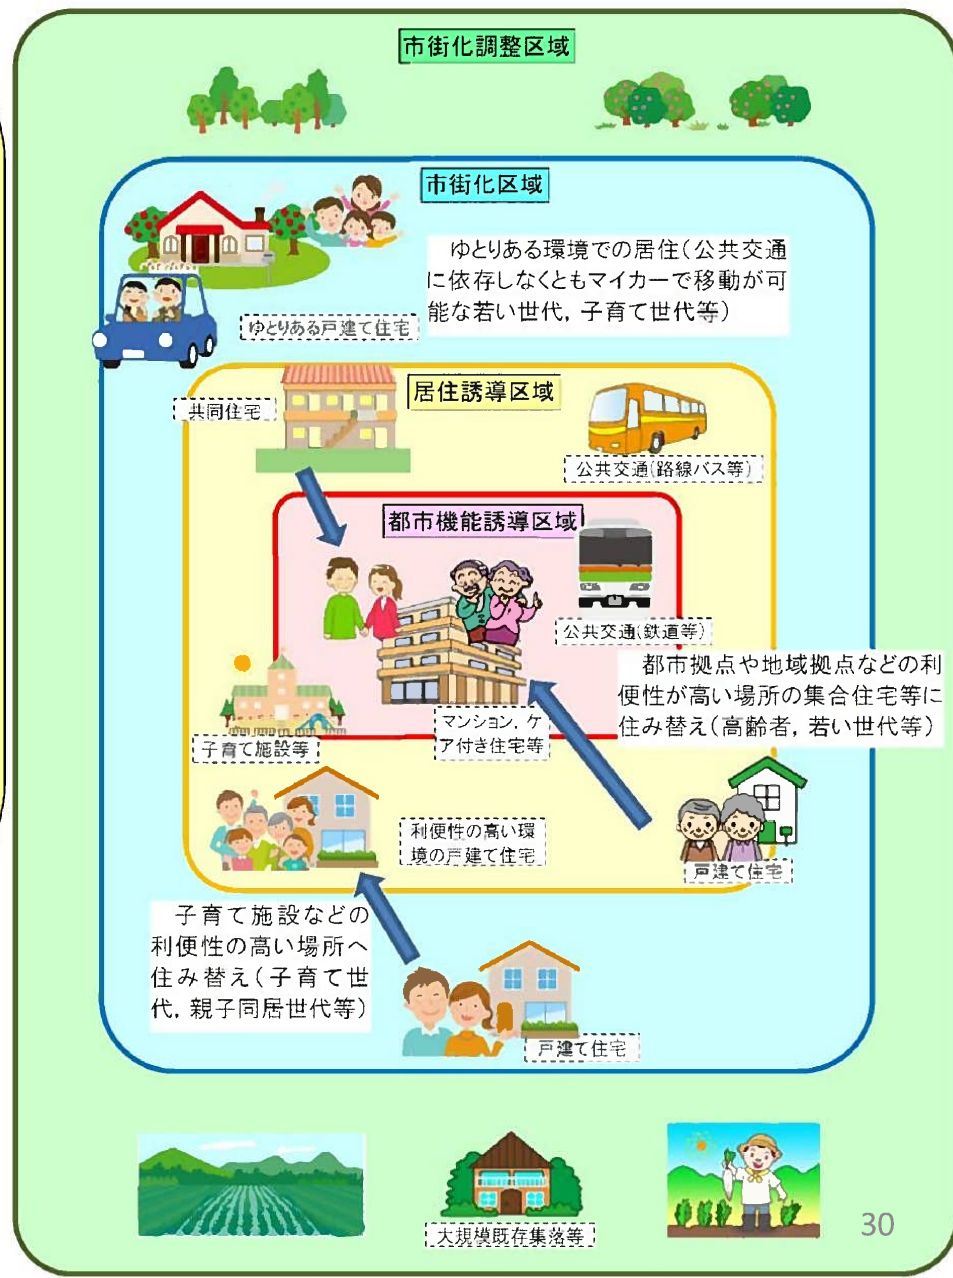 市街化調整区域
市街化区域
ゆとりある環境での居住(公共交通
に依存しなくともマイカーで移動が可
能な若い世代,子育て世代等)
ゆとりある戸建て住宅
居住誘導区域
共同住宅
公共交通(路線バス等)
都市機能誘導区域
公共交通(鉄道等)
都市拠点や地域拠点などの利
便性が高い場所の集合住宅等に
住み替え(高齢者,若い世代等)
マンション,ケ
ア付き住宅等
子育て施設等
利便性の高い環
境の戸建て住宅
戸建て住宅
子育て施設などの
利便性の高い場所へ
住み替え(子育て世
代,親子同居世代等)
戸建て住宅
大規模既存集落等
30